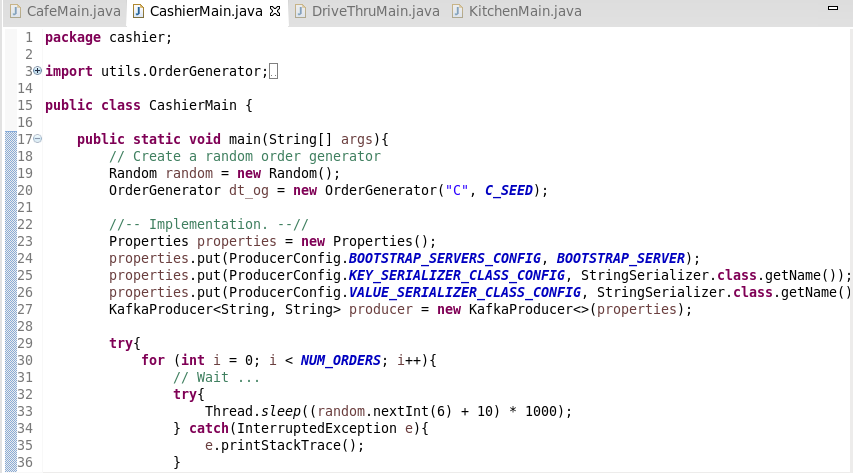 CafeMain.java CashierMain.java DriveThruMain.java KitchenMain.java
1 package cashier;
2
3 import utils.OrderGenerator;
14
15 public class CashierMain {
16
17 public static void main(String[] args){
18 // Create a random order generator
19 Random random = new Random();
20 OrderGenerator dt_og = new OrderGenerator("C", C_SEED);
21
22 //-- Implementation. --//
23 Properties properties = new Properties();
24 properties.put(ProducerConfig.BOOTSTRAP_SERVERS_CONFIG, BOOTSTRAP_SERVER);
25 properties.put(ProducerConfig.KEY_SERIALIZER_CLASS_CONFIG, StringSerializer.class.getName());
26 properties.put(ProducerConfig.VALUE_SERIALIZER_CLASS_CONFIG, StringSerializer.class.getName()
27 KafkaProducer<String, String> producer = new KafkaProducer<>(properties);
28
29 try{
30 for (int i = 0; i < NUM_ORDERS; i++){
31 // Wait ...
32 try{
33 Thread.sleep((random.nextInt(6) + 10) * 1000);
34 } catch(InterruptedException e){
35 e.printStackTrace();
36 }